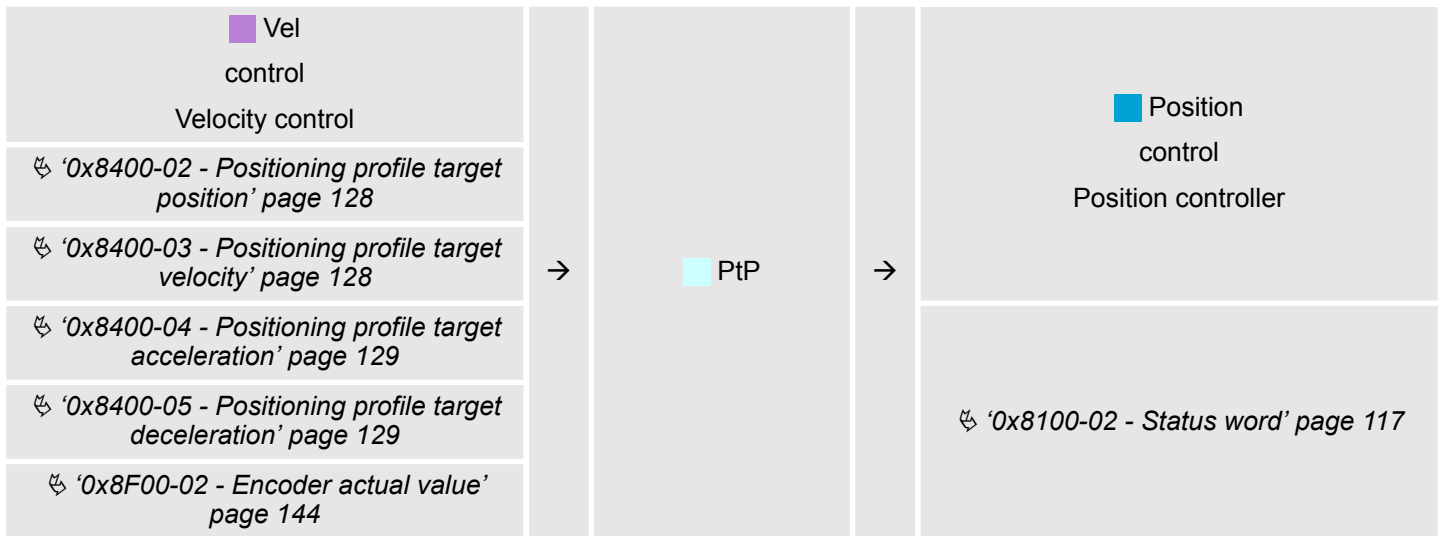 Vel
control
Velocity control
↳ ‘0x8400-02 - Positioning profile target
position’ page 128
↳ ‘0x8400-03 - Positioning profile target
velocity’ page 128
↳ ‘0x8400-04 - Positioning profile target
acceleration’ page 129
↳ ‘0x8400-05 - Positioning profile target
deceleration’ page 129
↳ ‘0x8F00-02 - Encoder actual value’
page 144
→
PtP
→
Position
control
Position controller
↳ ‘0x8100-02 - Status word’ page 117